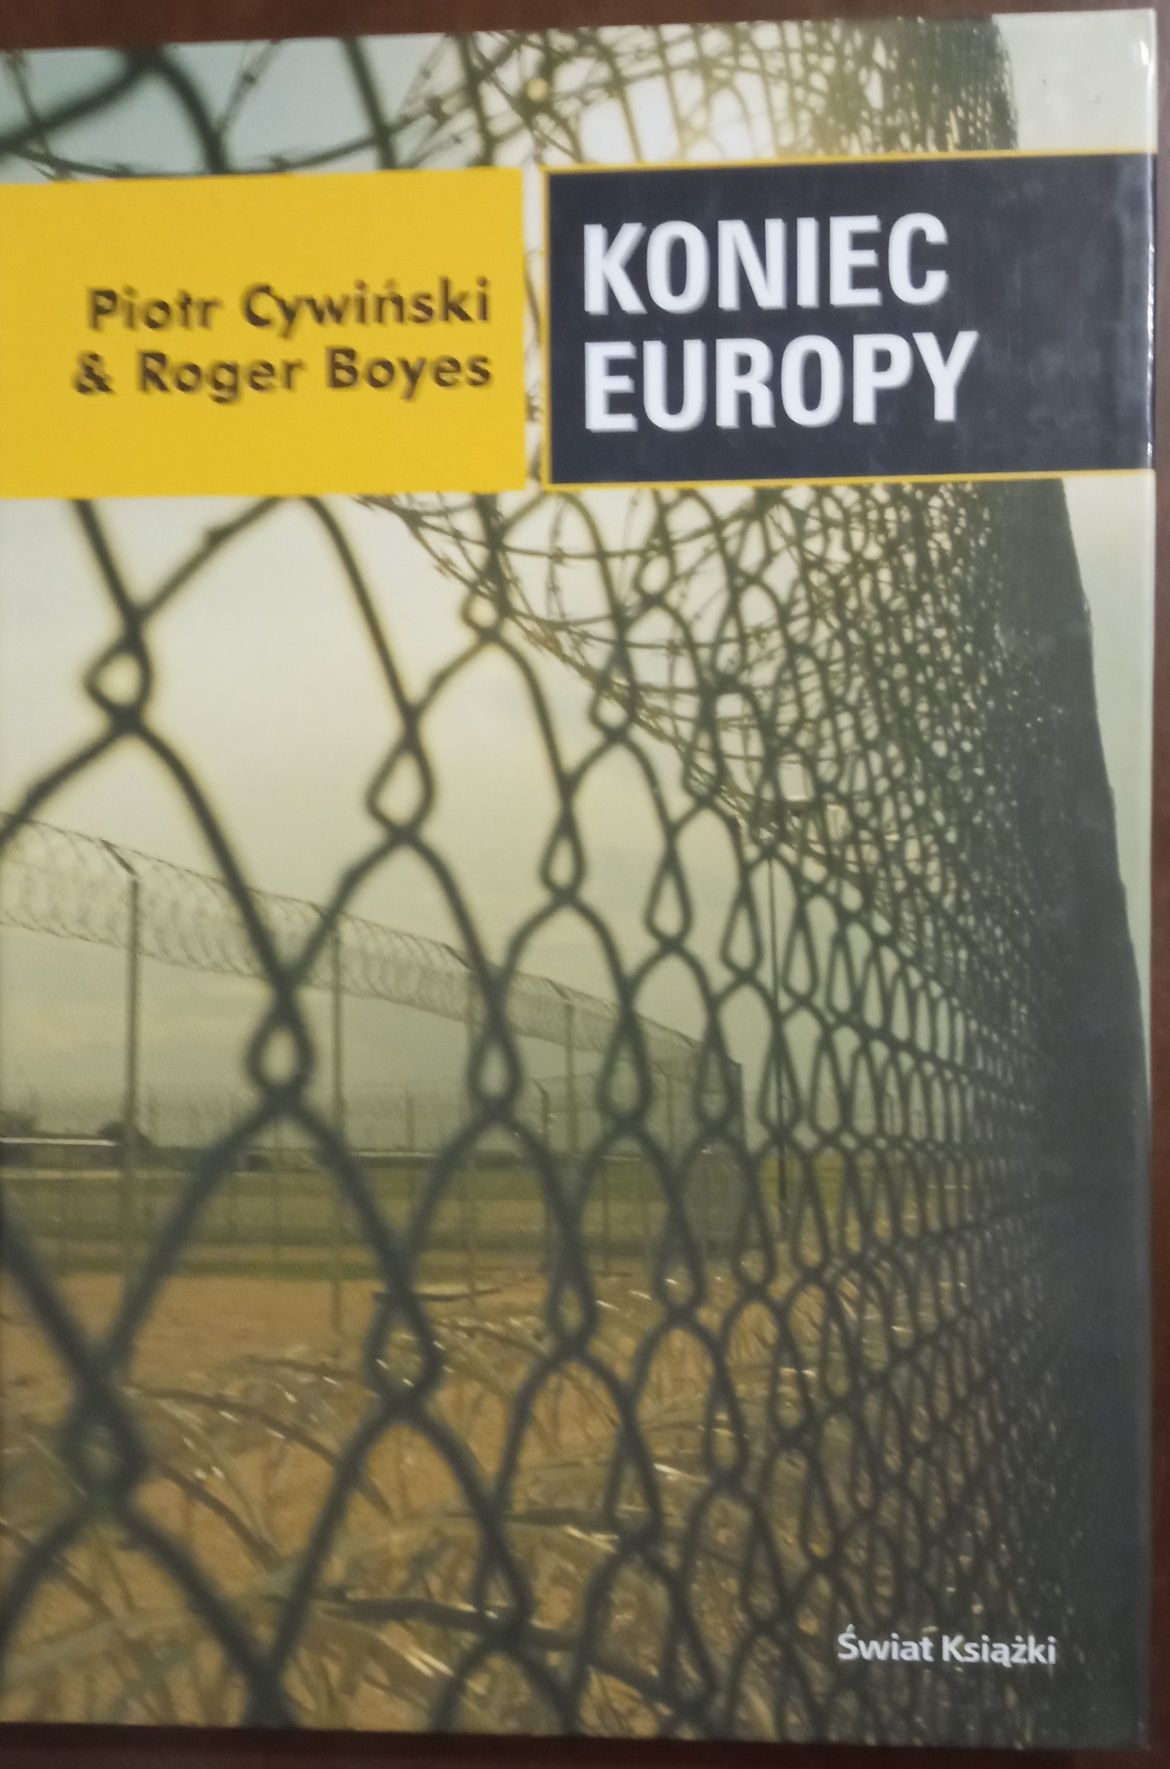 Piotr Cywiński
& Roger Boyes
KONIEC
EUROPY
Świat Książki